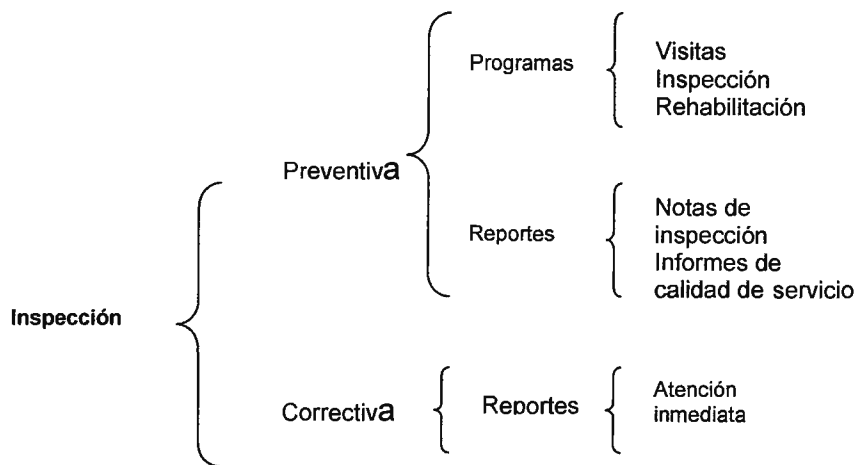 Programas
Visitas
Inspección
Rehabilitación
Preventiva
Reportes
Notas de
inspección
Informes de
calidad de servicio
Inspección
Correctiva
Reportes
Atención
inmediata